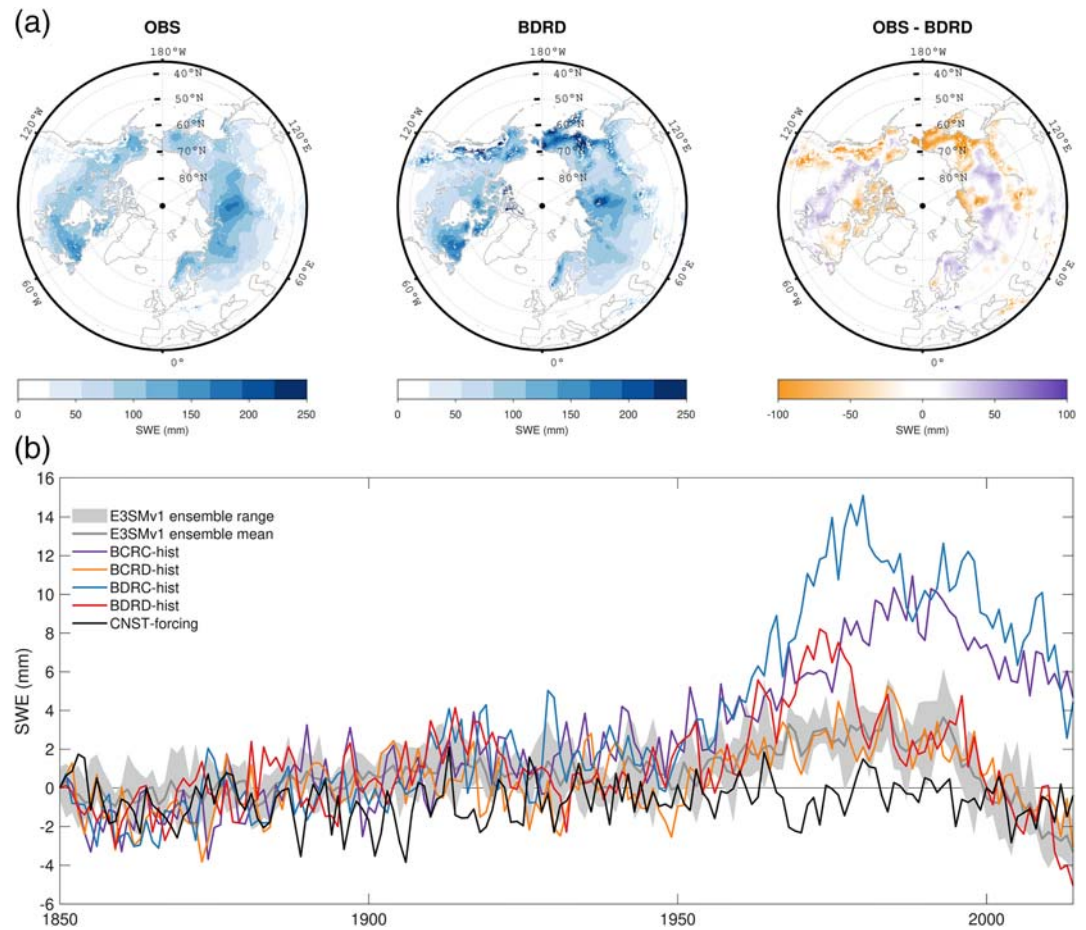 (a)
OBS
BDRD
OBS - BDRD
180°W
40°N
50°N
60°N
70°N
80°N
120°W
120°E
60°W
60°E
0°
180°W
40°N
50°N
60°N
70°N
80°N
120°W
120°E
60°W
60°E
0°
180°W
40°N
50°N
60°N
70°N
80°N
120°W
120°E
60°W
60°E
0°
0 50 100 150 200 250
SWE (mm)
0 50 100 150 200 250
SWE (mm)
-100 -50 0 50 100
SWE (mm)
(b)
16
14
12
10
8
6
4
2
0
-2
-4
-6
SWE (mm)
E3SMv1 ensemble range
E3SMv1 ensemble mean
BCRC-hist
BCRD-hist
BDRC-hist
BDRD-hist
CNST-forcing
1850 1900 1950 2000